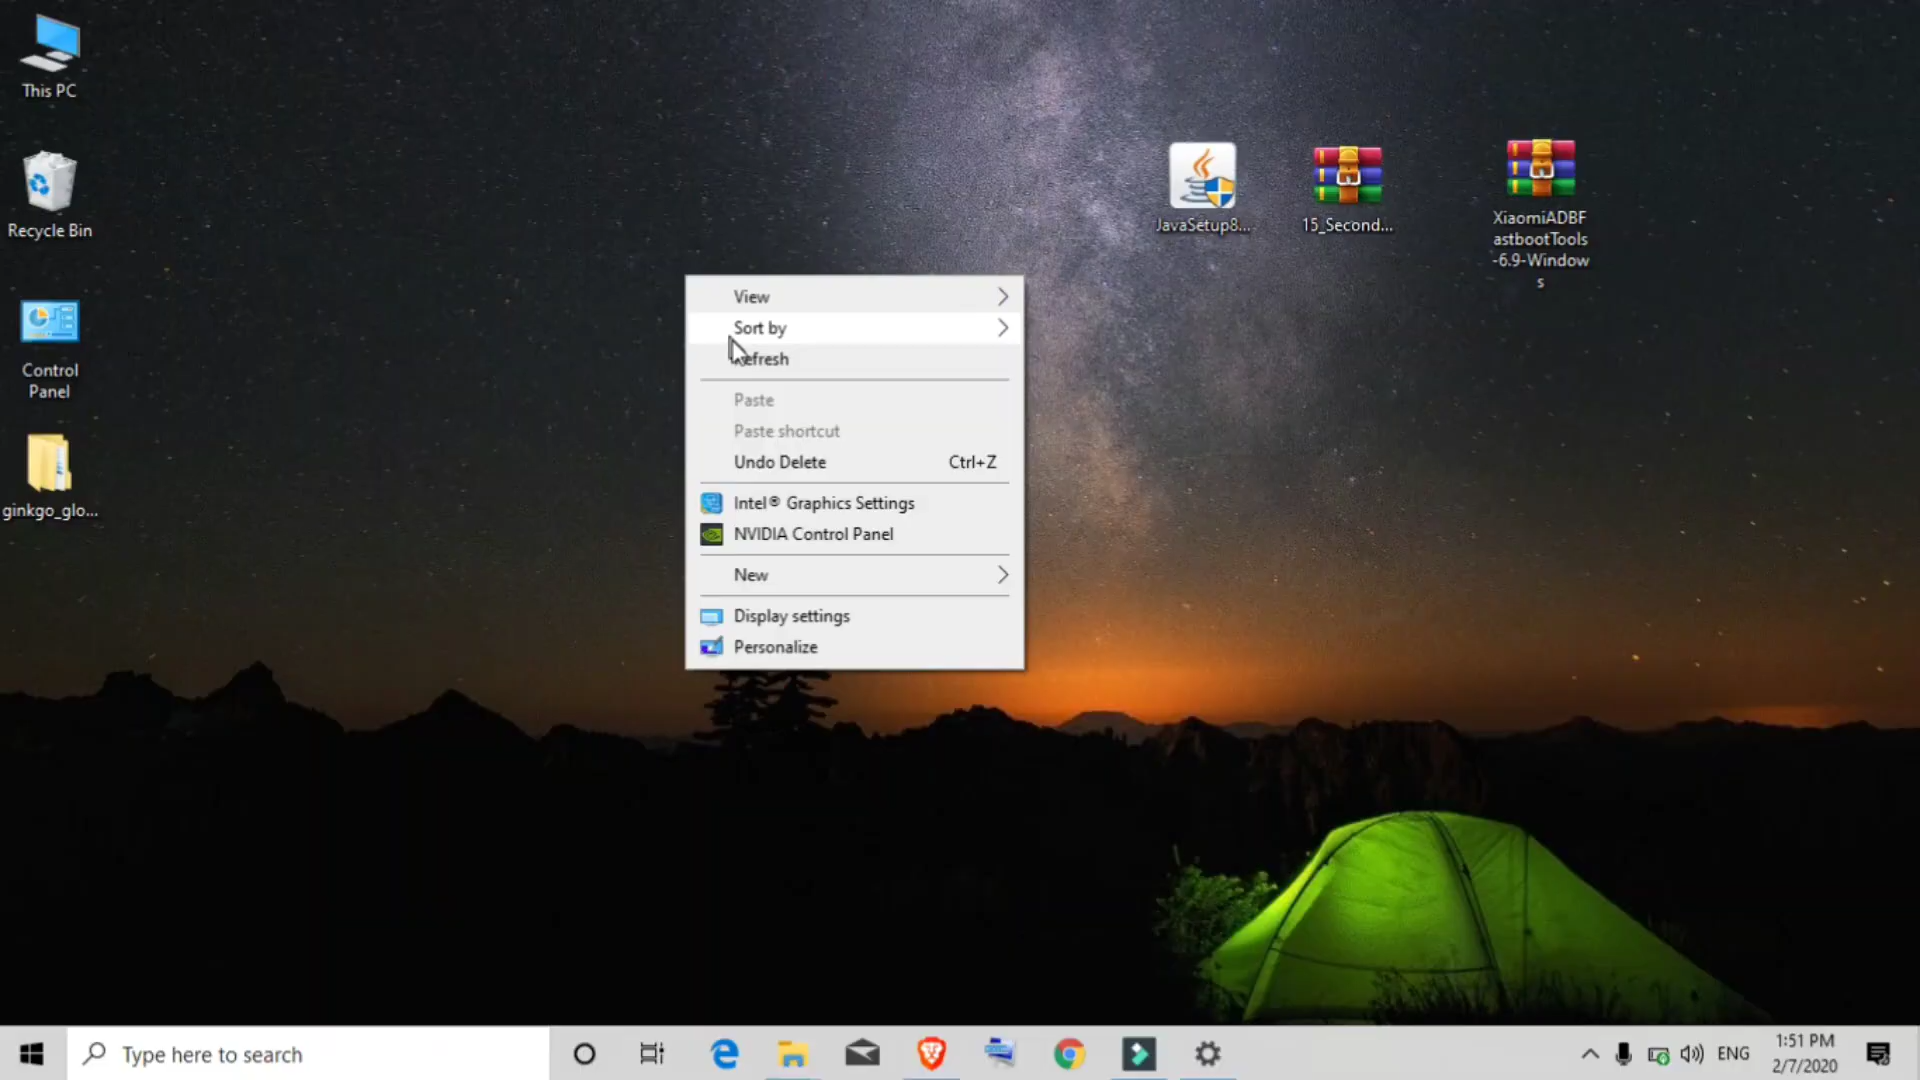 This PC
Recycle Bin
Control
Panel
ginkgo_glo...
JavaSetup8...
15_Second...
XiaomiADBF
astbootTools
-6.9-Window
s
View
Sort by
Refresh
Paste
Paste shortcut
Undo Delete Ctrl+Z
Intel® Graphics Settings
NVIDIA Control Panel
New
Display settings
Personalize
Type here to search
ENG
1:51 PM
2/7/2020